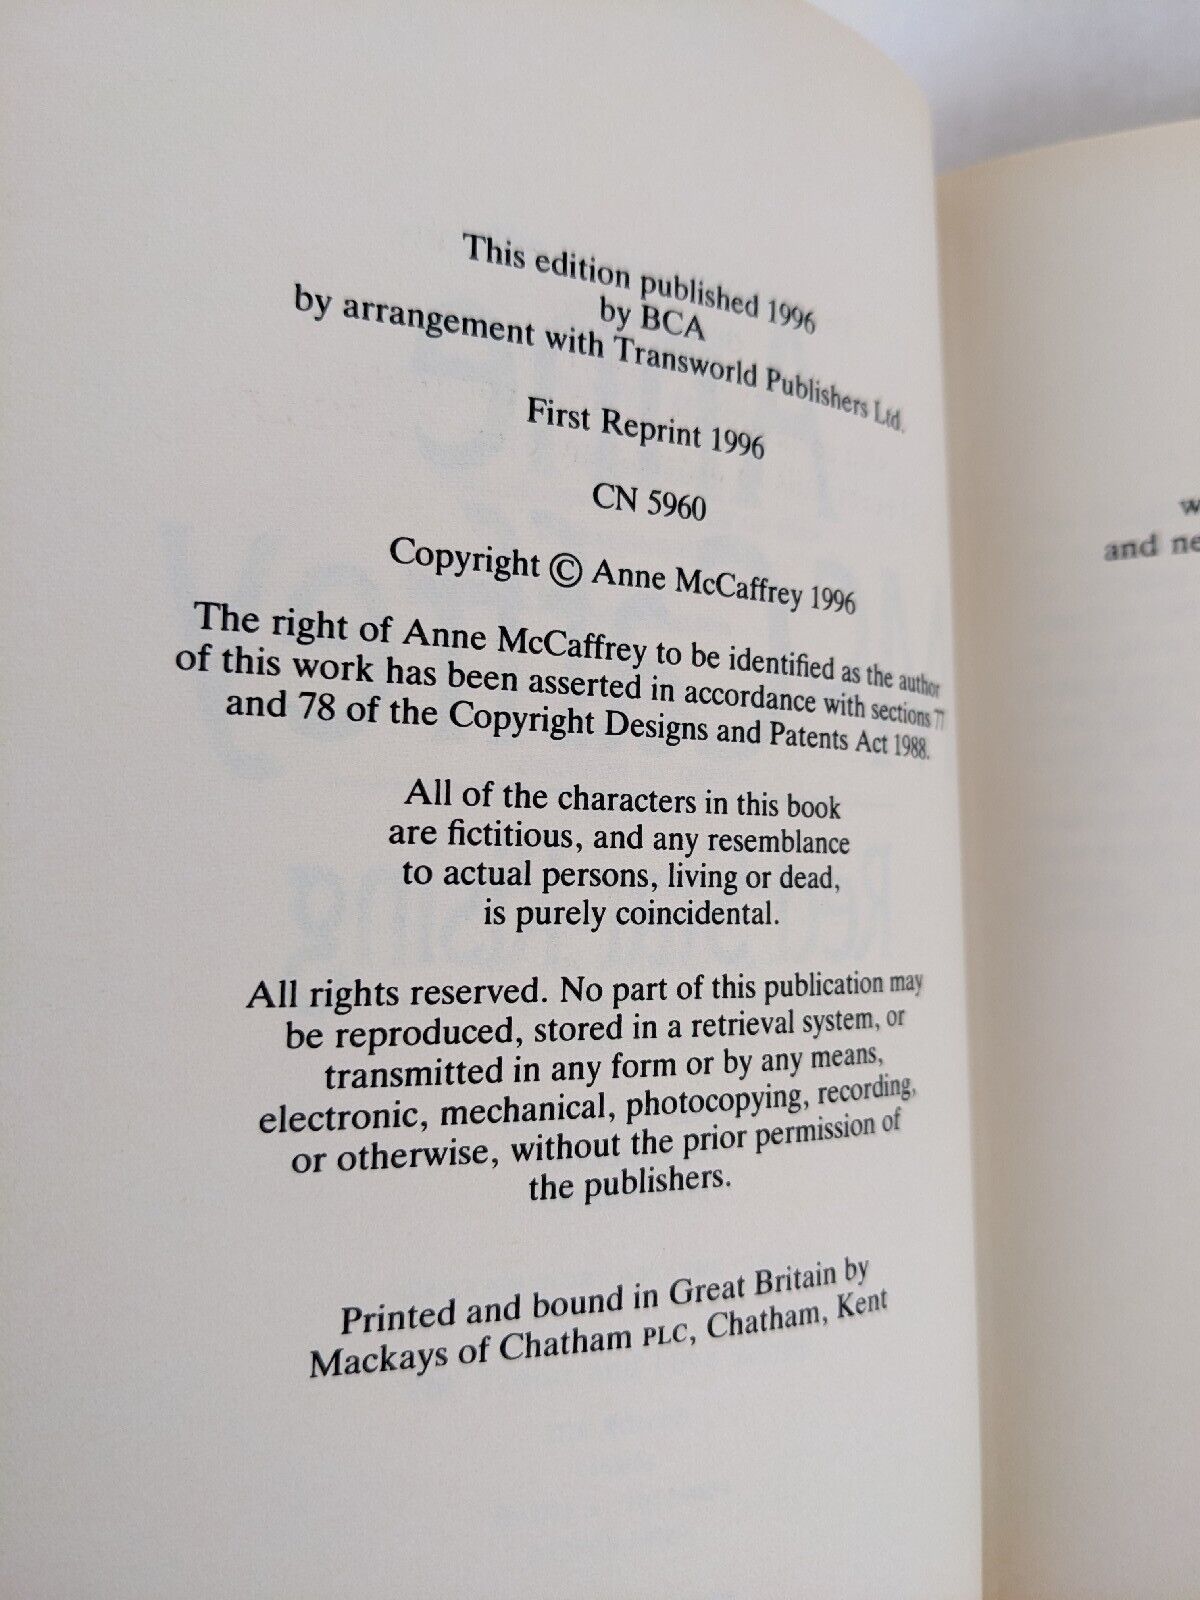 This edition published 1996
by BCA
by arrangement with Transworld Publishers Ltd.
First Reprint 1996
CN 5960
Copyright © Anne McCaffrey 1996
The right of Anne McCaffrey to be identified as the author
of this work has been asserted in accordance with sections 77
and 78 of the Copyright Designs and Patents Act 1988.
All of the characters in this book
are fictitious, and any resemblance
to actual persons, living or dead,
is purely coincidental.
All rights reserved. No part of this publication may
be reproduced, stored in a retrieval system, or
transmitted in any form or by any means,
electronic, mechanical, photocopying, recording,
or otherwise, without the prior permission of
the publishers.
Printed and bound in Great Britain by
Mackays of Chatham PLC, Chatham, Kent
and